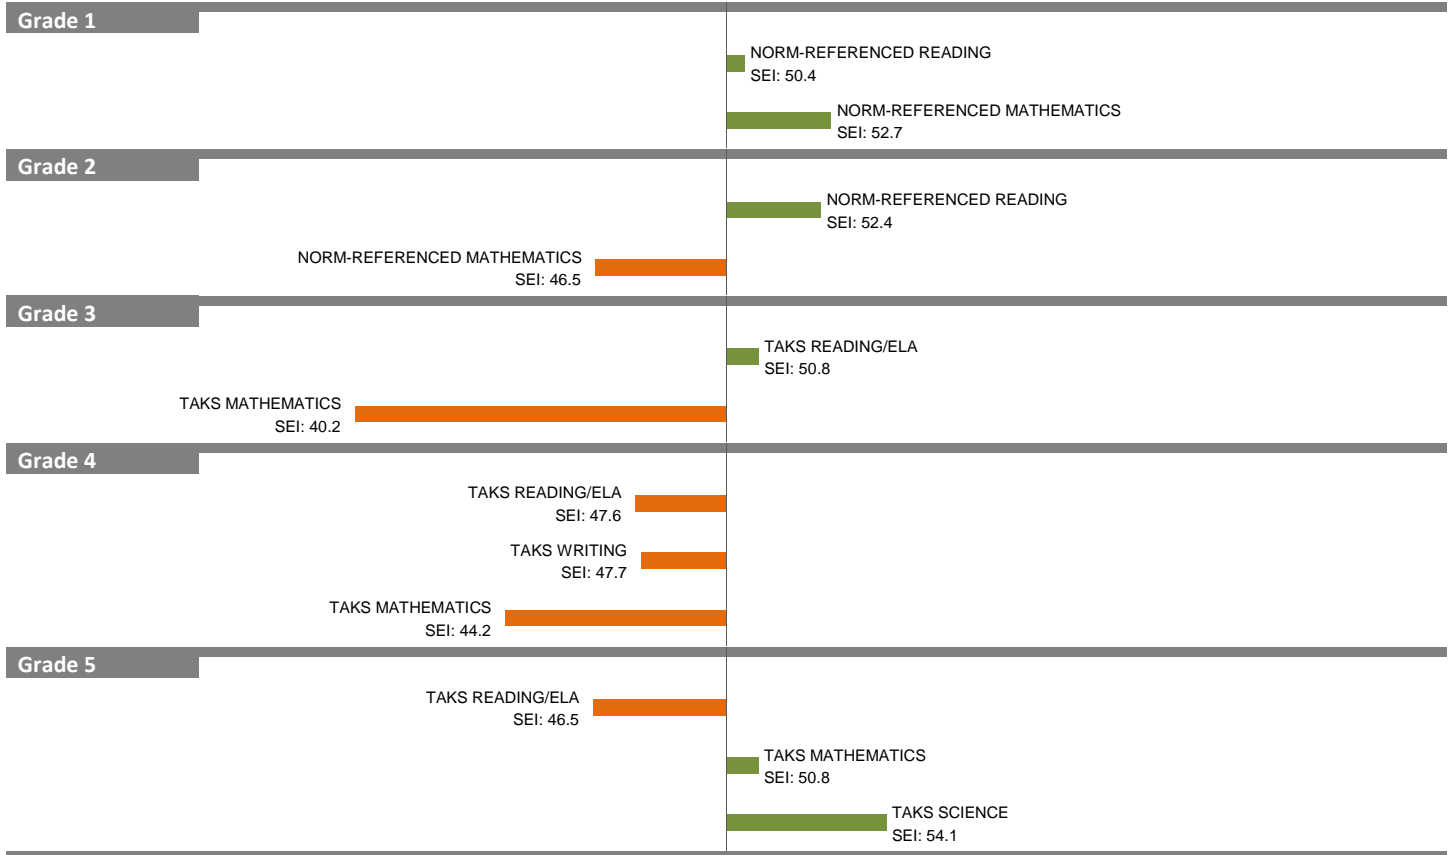 Grade 1
NORM-REFERENCED READING
SEI: 50.4
NORM-REFERENCED MATHEMATICS
SEI: 52.7
Grade 2
NORM-REFERENCED READING
SEI: 52.4
NORM-REFERENCED MATHEMATICS
SEI: 46.5
Grade 3
TAKS READING/ELA
SEI: 50.8
TAKS MATHEMATICS
SEI: 40.2
Grade 4
TAKS READING/ELA
SEI: 47.6
TAKS WRITING
SEI: 47.7
TAKS MATHEMATICS
SEI: 44.2
Grade 5
TAKS READING/ELA
SEI: 46.5
TAKS MATHEMATICS
SEI: 50.8
TAKS SCIENCE
SEI: 54.1